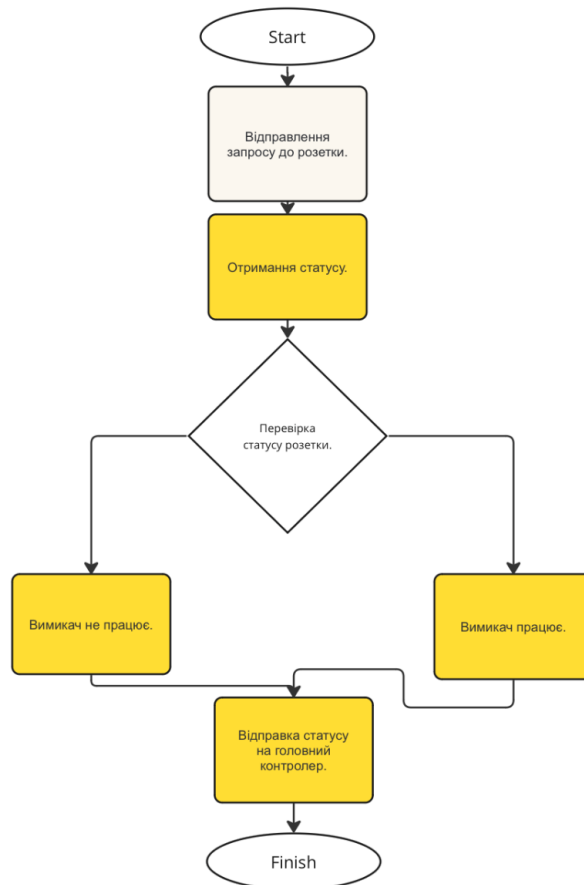 Start
Відправлення
запросу до розетки.
Отримання статусу.
Перевірка
статусу розетки.
Вимикач не працює.
Вимикач працює.
Відправка статусу
на головний
контролер.
Finish